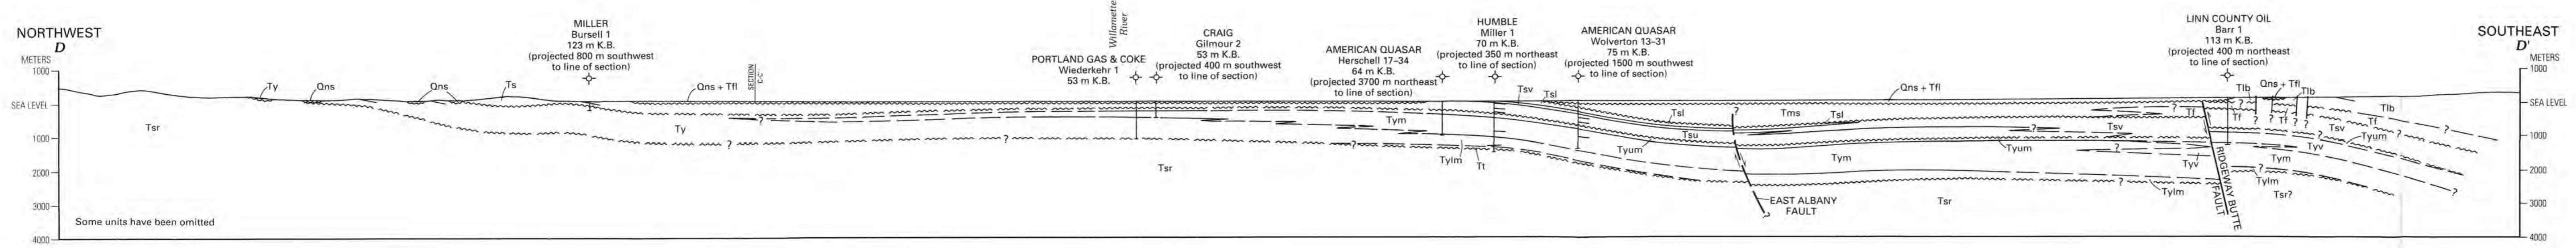 NORTHWEST
D
METERS
1000
SEA LEVEL
1000
2000
3000
4000
Some units have been omitted
Tsr
Ty
Qns
Qns
Ts
MILLER
Bursell 1
123 m K.B.
(projected 800 m southwest
to line of section)
Qns + Tfl
SECTION
C-C'
Ty
?
?
PORTLAND GAS & COKE
Wiederkehr 1
53 m K.B.
Willamette
River
CRAIG
Gilmour 2
53 m K.B.
(projected 400 m southwest
to line of section)
?
Tsr
AMERICAN QUASAR
Herschell 17–34
64 m K.B.
(projected 3700 m northeast
to line of section)
Tym
?
HUMBLE
Miller 1
70 m K.B.
(projected 350 m northeast
to line of section)
Tylm
Tt
AMERICAN QUASAR
Wolverton 13–31
75 m K.B.
(projected 1500 m southwest
to line of section)
Tsv
Tsl
Tsl
Tsu
Tyum
?
Tms
Tsl
EAST ALBANY
FAULT
?
Tym
Qns + Tfl
Tsr
Tyum
?
Tsv
?
Tyv
?
Tylm
?
Tf
LINN COUNTY OIL
Barr 1
113 m K.B.
(projected 400 m northeast
to line of section)
RIDGEWAY BUTTE
FAULT
Tlb
Qns + Tfl
Tlb
Tlb
?
Tf
?
?
Tf
?
?
Tf
?
?
Tsv
Tyum
?
Tyv
Tym
?
Tylm
Tsr?
?
SOUTHEAST
D'
METERS
1000
SEA LEVEL
1000
2000
3000
4000